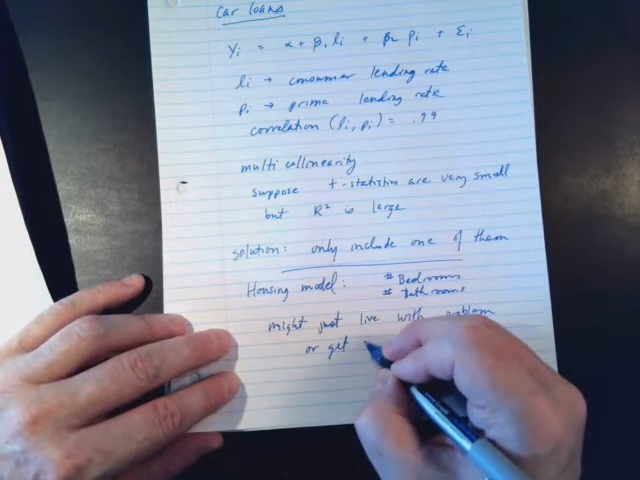 car loans
Yi = α + β1 li + β2 pi + εi
li → consumer lending rate
pi → prime lending rate
correlation (li, pi) = .99
multi collinearity
suppose t-statistics are very small
but R² is large
solution: only include one of them
Housing model: # Bedrooms
# Bathrooms
might just live with problem
or get